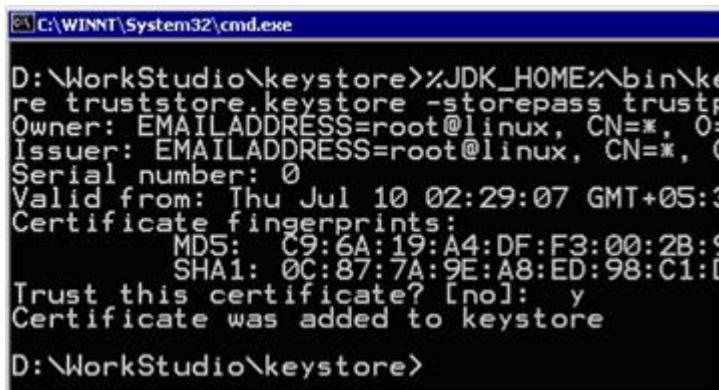 C:\WINNT\System32\cmd.exe
D:\WorkStudio\keystore>%JDK_HOME%\bin\ke
re truststore.keystore -storepass trust
Owner: EMAILADDRESS=root@linux, CN=*, O
Issuer: EMAILADDRESS=root@linux, CN=*,
Serial number: 0
Valid from: Thu Jul 10 02:29:07 GMT+05:3
Certificate fingerprints:
MD5: C9:6A:19:A4:DF:F3:00:2B:9
SHA1: 0C:87:7A:9E:A8:ED:98:C1:D
Trust this certificate? [no]: y
Certificate was added to keystore
D:\WorkStudio\keystore>